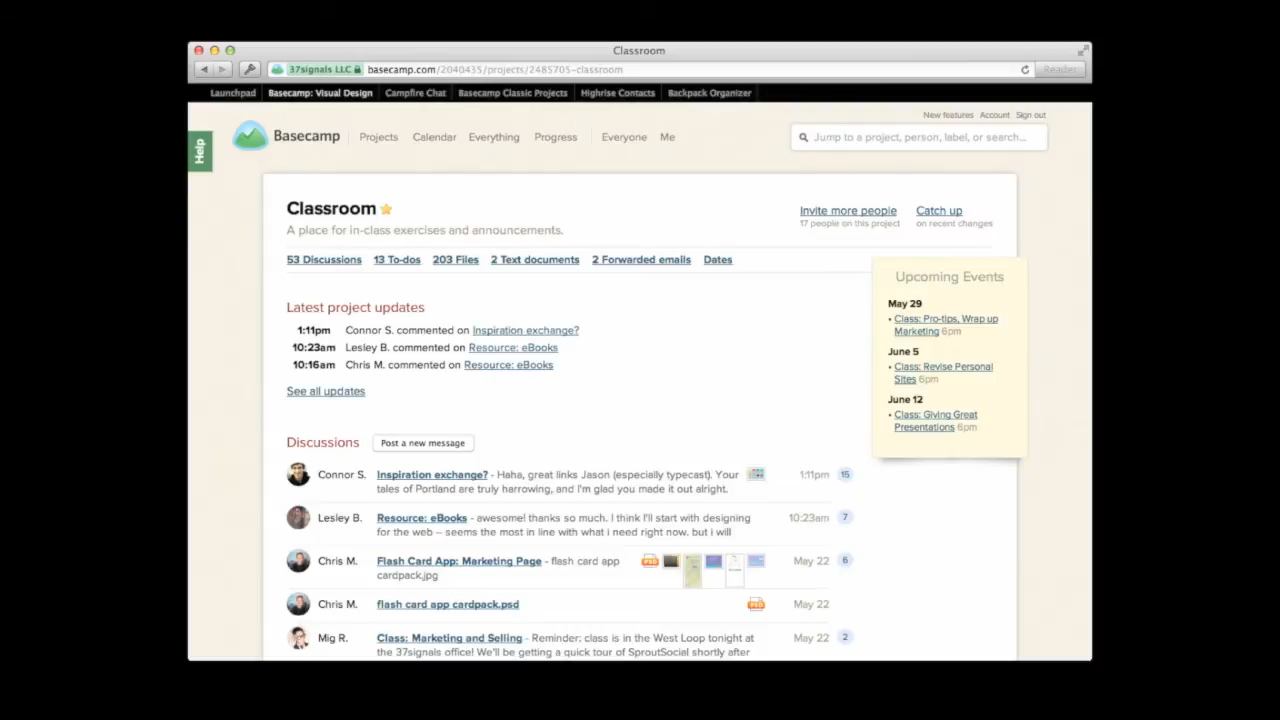 Classroom
37signals LLC basecamp.com/2040435/projects/2485705-classroom Reader
Launchpad Basecamp: Visual Design Campfire Chat Basecamp Classic Projects Highrise Contacts Backpack Organizer
New features Account Sign out
Help
Basecamp Projects Calendar Everything Progress Everyone Me
Jump to a project, person, label, or search...
Classroom
A place for in-class exercises and announcements.
Invite more people
17 people on this project
Catch up
on recent changes
53 Discussions 13 To-dos 203 Files 2 Text documents 2 Forwarded emails Dates
Upcoming Events
May 29
• Class: Pro-tips, Wrap up
Marketing 6pm
June 5
• Class: Revise Personal
Sites 6pm
June 12
• Class: Giving Great
Presentations 6pm
Latest project updates
1:11pm Connor S. commented on Inspiration exchange?
10:23am Lesley B. commented on Resource: eBooks
10:16am Chris M. commented on Resource: eBooks
See all updates
Discussions Post a new message
Connor S. Inspiration exchange? - Haha, great links Jason (especially typecast). Your 1:11pm 15
tales of Portland are truly harrowing, and I'm glad you made it out alright.
Lesley B. Resource: eBooks - awesome! thanks so much. I think I'll start with designing 10:23am 7
for the web -- seems the most in line with what i need right now. but i will
Chris M. Flash Card App: Marketing Page - flash card app PSD May 22 6
cardpack.jpg
Chris M. flash card app cardpack.psd PSD May 22
Mig R. Class: Marketing and Selling - Reminder: class is in the West Loop tonight at May 22 2
the 37signals office! We'll be getting a quick tour of SproutSocial shortly after